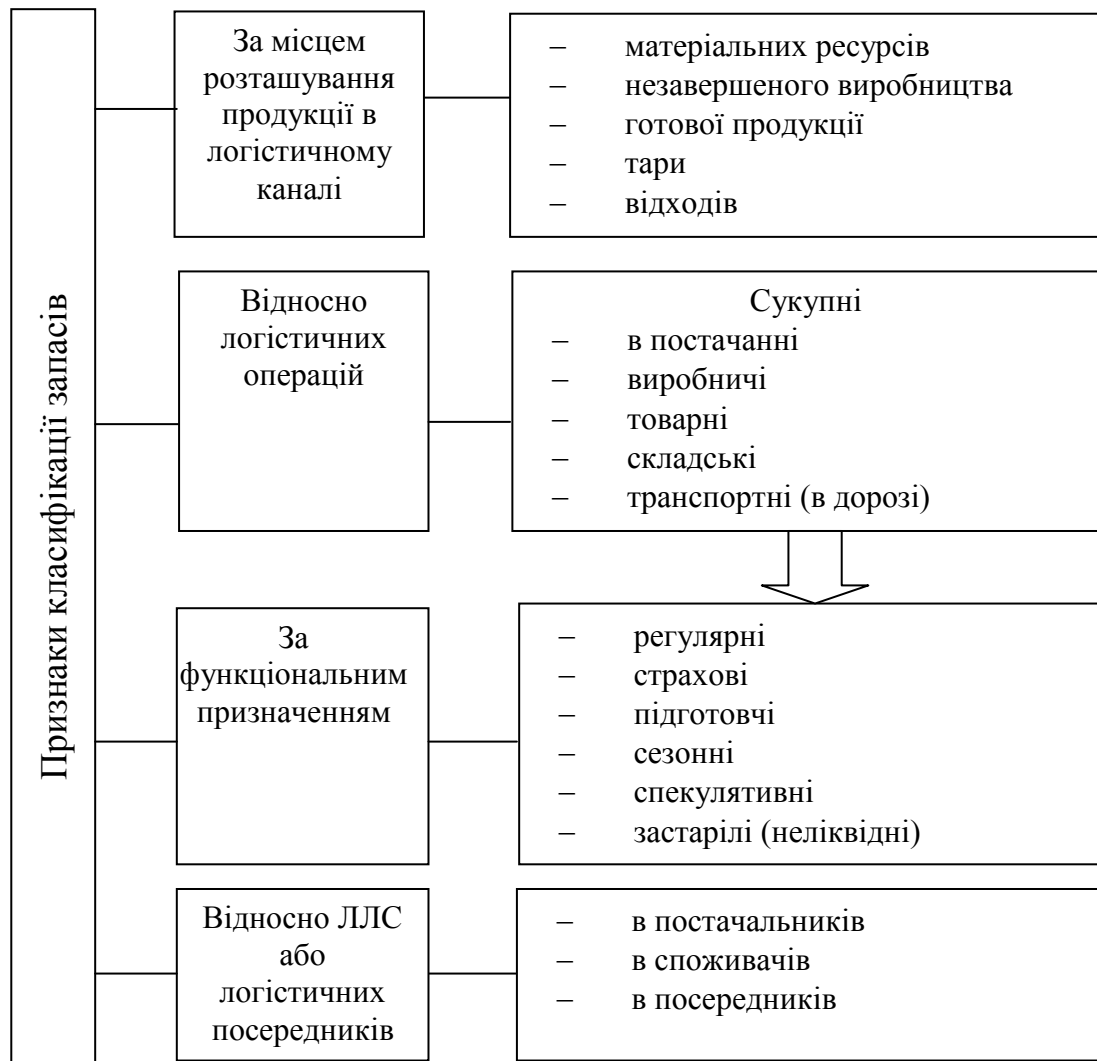 Признаки класифікації запасів
За місцем
розташування
продукції в
логістичному
каналі
– матеріальних ресурсів
– незавершеного виробництва
– готової продукції
– тари
– відходів
Відносно
логістичних
операцій
Сукупні
– в постачанні
– виробничі
– товарні
– складські
– транспортні (в дорозі)
За
функціональним
призначенням
– регулярні
– страхові
– підготовчі
– сезонні
– спекулятивні
– застарілі (неліквідні)
Відносно ЛЛС
або
логістичних
посередників
– в постачальників
– в споживачів
– в посередників